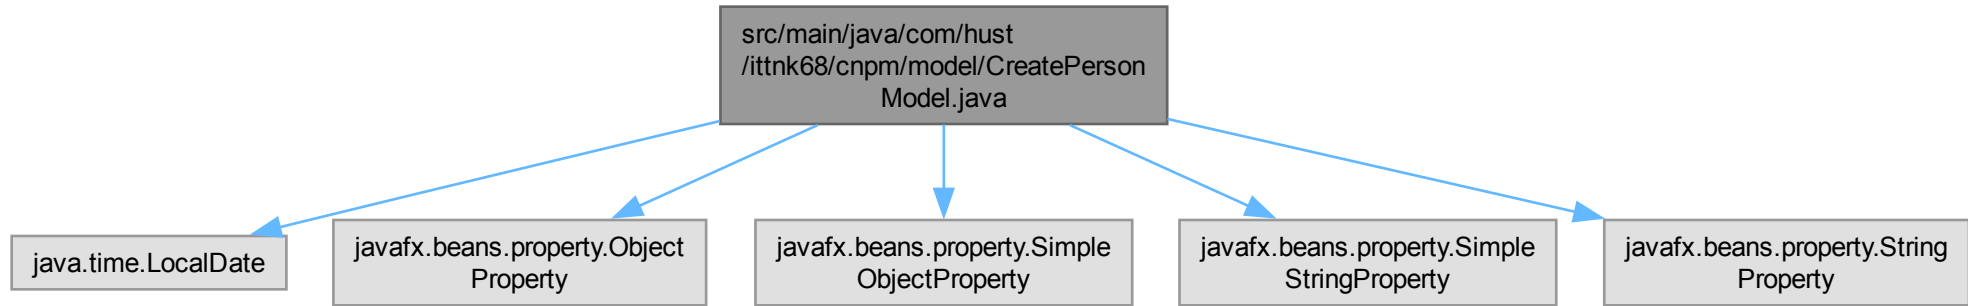 src/main/java/com/hust
/ittnk68/cnpm/model/CreatePerson
Model.java
java.time.LocalDate
javafx.beans.property.Object
Property
javafx.beans.property.Simple
ObjectProperty
javafx.beans.property.Simple
StringProperty
javafx.beans.property.String
Property